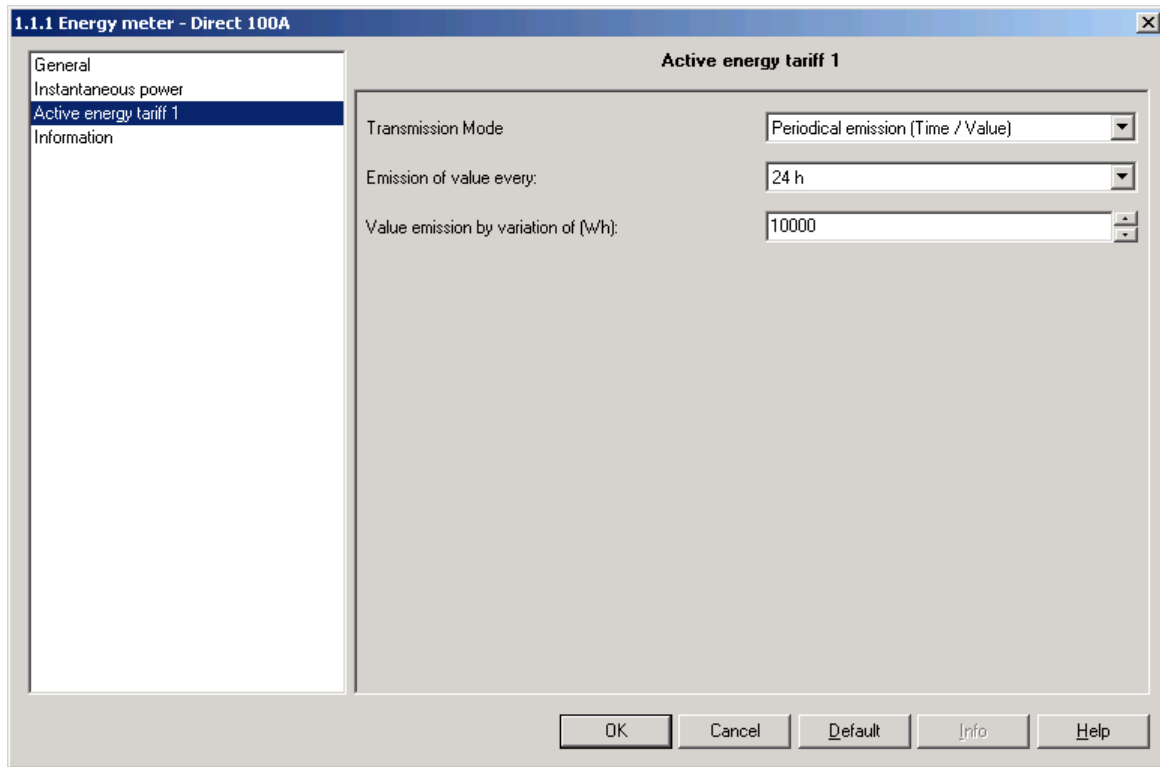 1.1.1 Energy meter - Direct 100A
General
Instantaneous power
Active energy tariff 1
Information
Active energy tariff 1
Transmission Mode
Periodical emission (Time / Value)
Emission of value every:
24 h
Value emission by variation of (Wh):
10000
OK
Cancel
Default
Info
Help